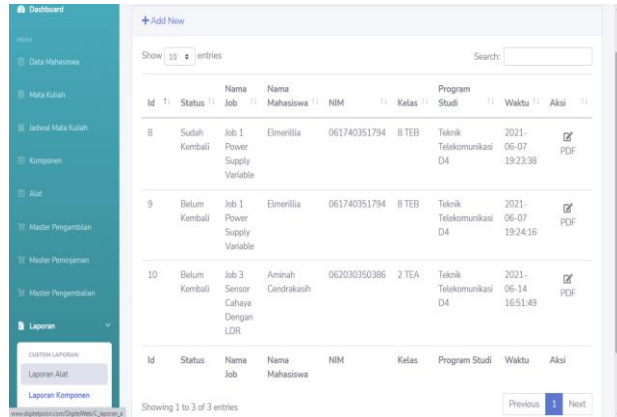 Dashboard
MENU
Data Mahasiswa
Mata Kuliah
Jadwal Mata Kuliah
Komponen
Alat
Master Pengambilan
Master Peminjaman
Master Pengembalian
Laporan
CUSTOM LAPORAN:
Laporan Alat
Laporan Komponen
+ Add New
Show 10 entries
Search:
Id Status Nama Job Nama Mahasiswa NIM Kelas Program Studi Waktu Aksi
8 Sudah Kembali Job 1 Power Supply Variable Elmerillia 061740351794 8 TEB Teknik Telekomunikasi D4 2021-06-07 19:23:38 PDF
9 Belum Kembali Job 1 Power Supply Variable Elmerillia 061740351794 8 TEB Teknik Telekomunikasi D4 2021-06-07 19:24:16 PDF
10 Belum Kembali Job 3 Sensor Cahaya Dengan LDR Aminah Cendrakasih 062030350386 2 TEA Teknik Telekomunikasi D4 2021-06-14 16:51:49 PDF
Id Status Nama Job Nama Mahasiswa NIM Kelas Program Studi Waktu Aksi
Showing 1 to 3 of 3 entries
Previous 1 Next